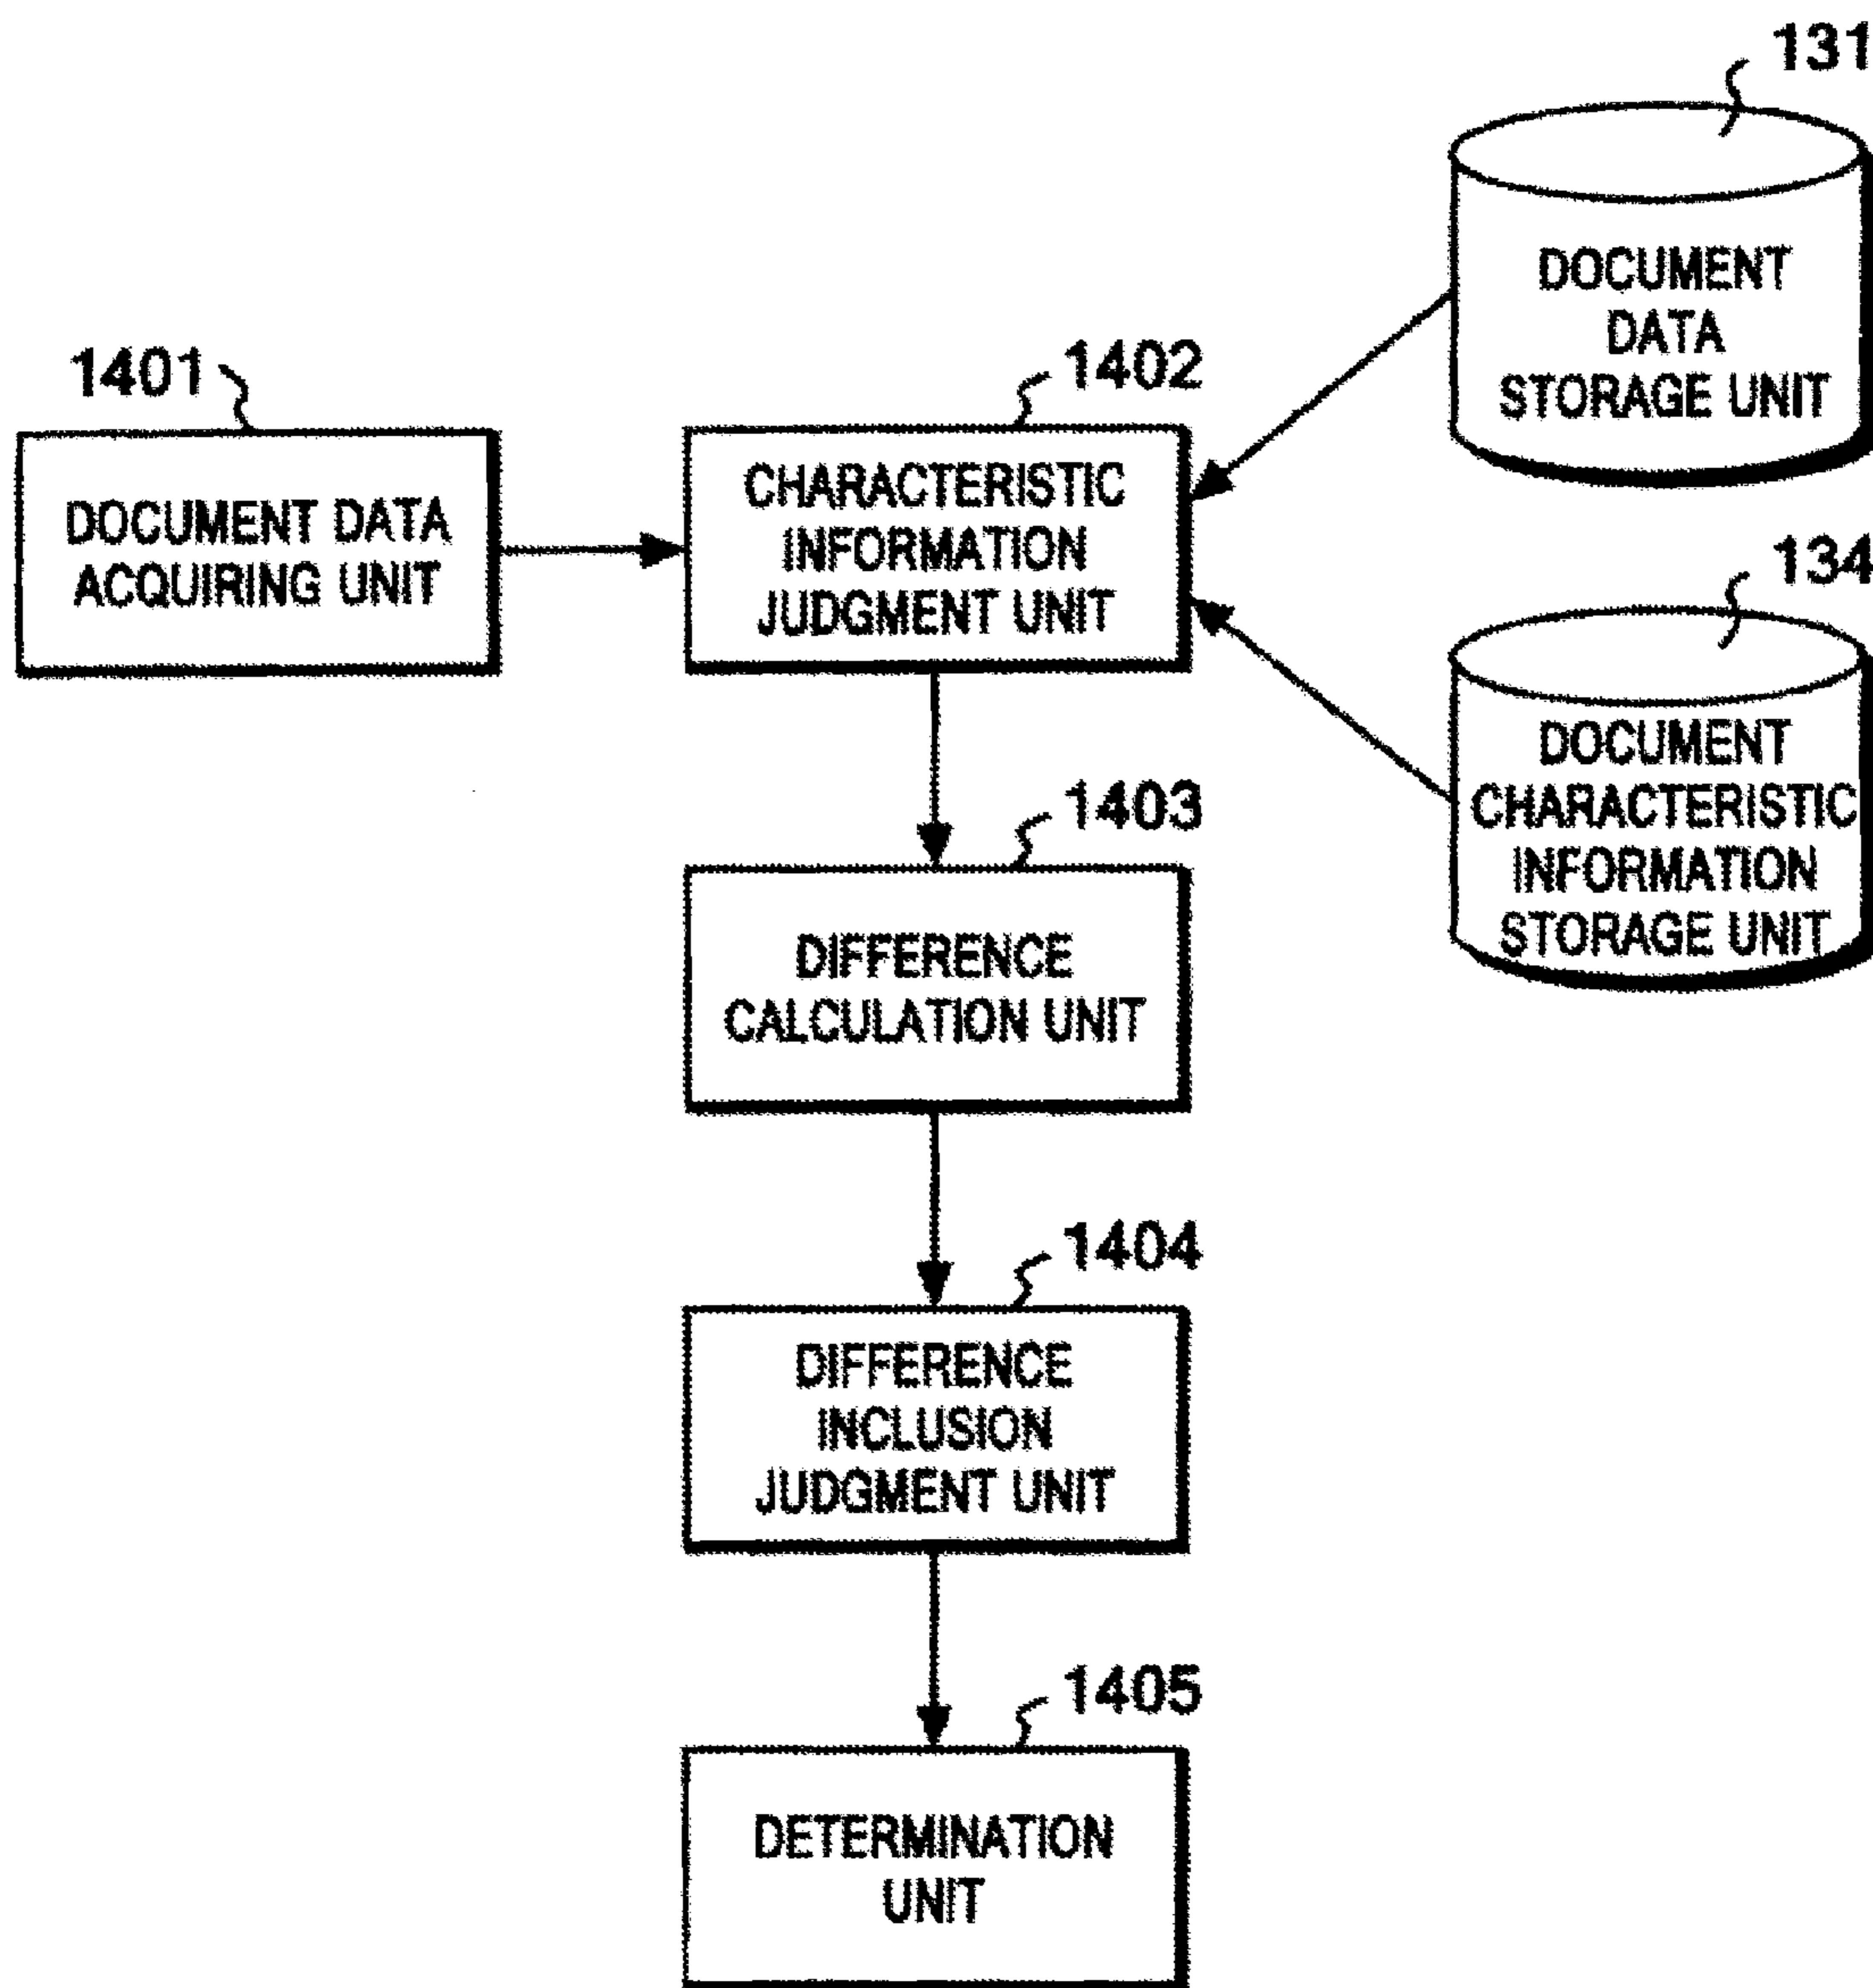 131
DOCUMENT
DATA
STORAGE UNIT
1401
DOCUMENT DATA
ACQUIRING UNIT
1402
CHARACTERISTIC
INFORMATION
JUDGMENT UNIT
134
DOCUMENT
CHARACTERISTIC
INFORMATION
STORAGE UNIT
1403
DIFFERENCE
CALCULATION UNIT
1404
DIFFERENCE
INCLUSION
JUDGMENT UNIT
1405
DETERMINATION
UNIT